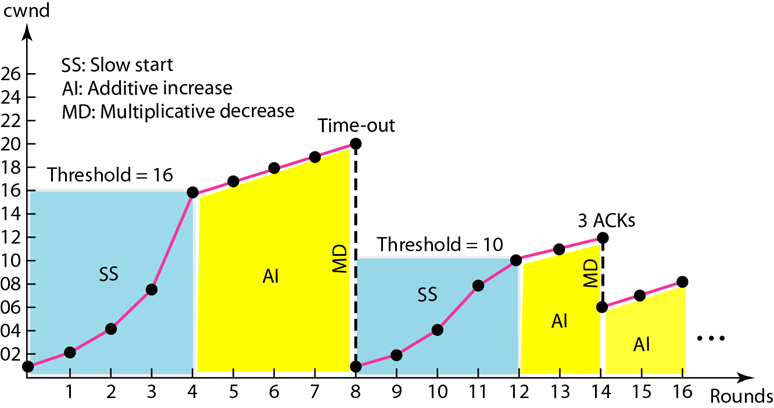 cwnd
SS: Slow start
AI: Additive increase
MD: Multiplicative decrease
26
24
22
20
18
16
14
12
10
08
06
04
02
Time-out
Threshold = 16
3 ACKs
Threshold = 10
SS
AI
MD
SS
AI
MD
AI
1 2 3 4 5 6 7 8 9 10 11 12 13 14 15 16 Rounds